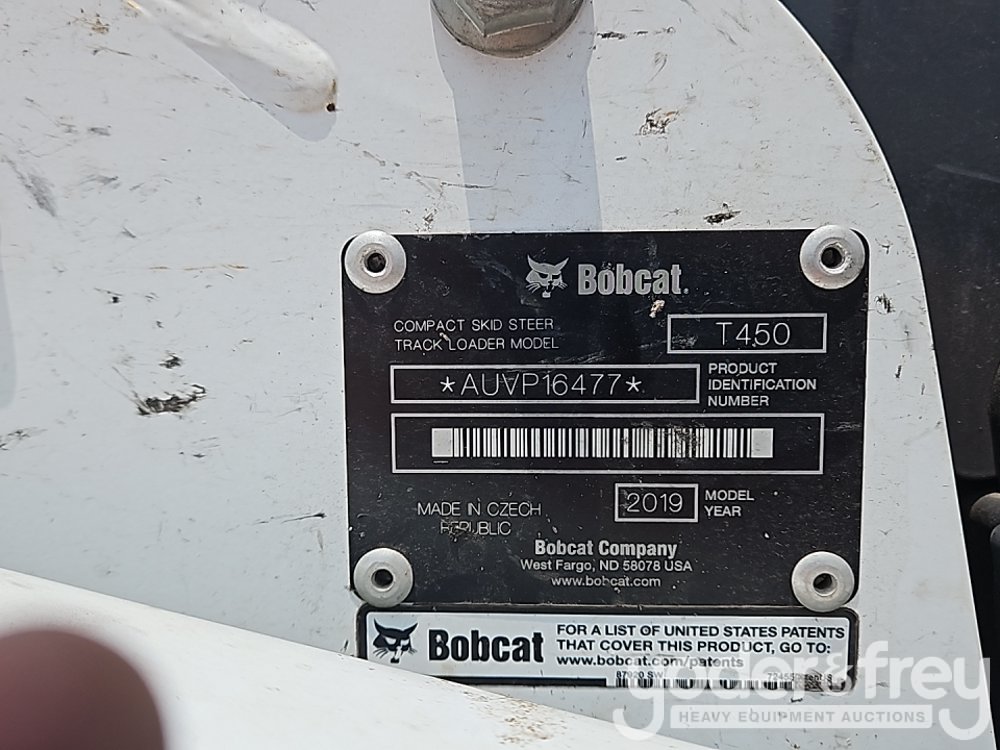 Bobcat.
COMPACT SKID STEER
TRACK LOADER MODEL
T450
*AUVP16477*
PRODUCT
IDENTIFICATION
NUMBER
MADE IN CZECH
REPUBLIC
2019
MODEL
YEAR
Bobcat Company
West Fargo, ND 58078 USA
www.bobcat.com
Bobcat
FOR A LIST OF UNITED STATES PATENTS
THAT COVER THIS PRODUCT, GO TO:
www.bobcat.com/patents
87020 SW
yoder&frey
HEAVY EQUIPMENT AUCTIONS